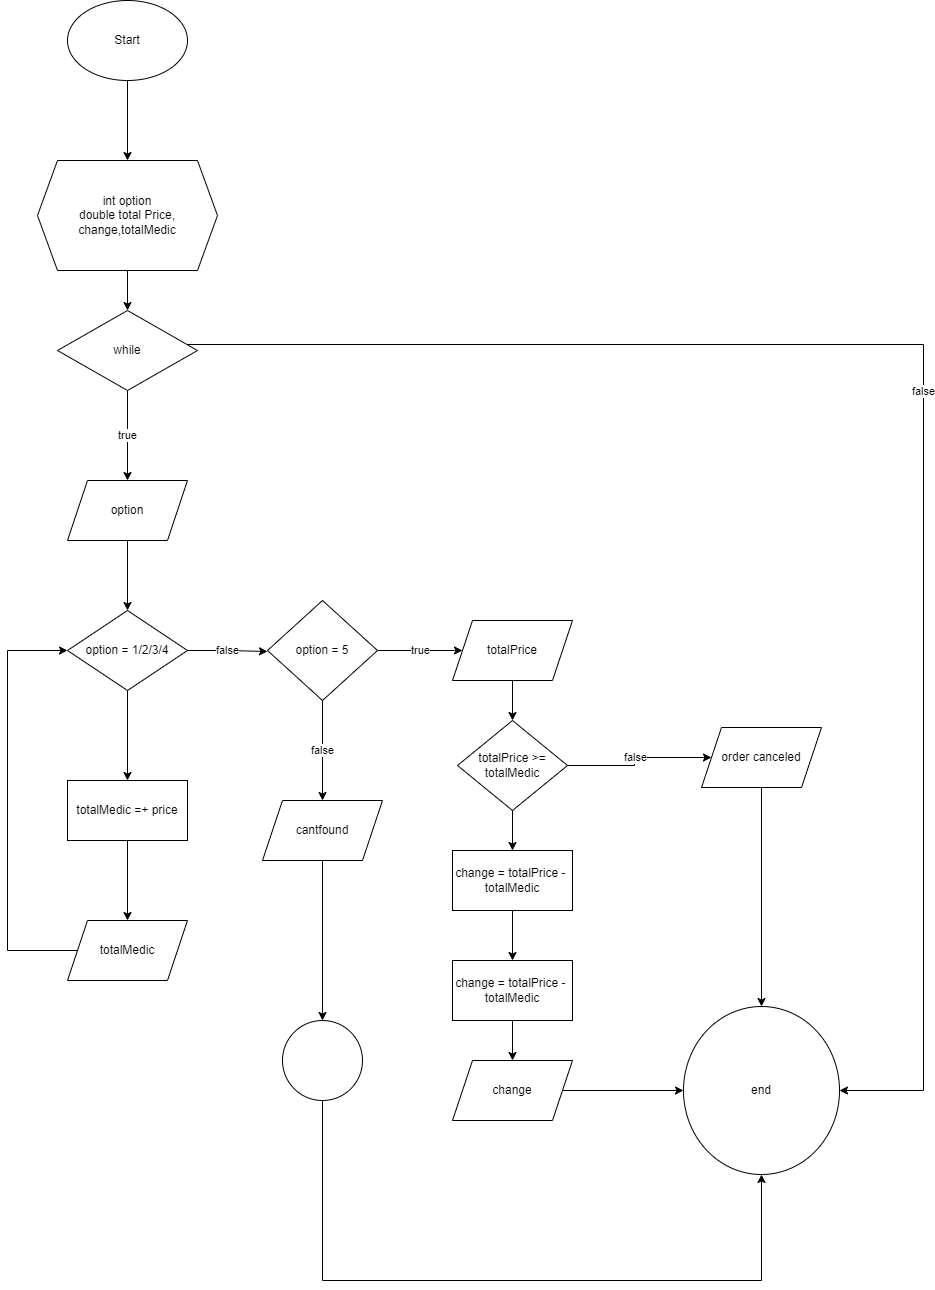 Start
int option
double total Price,
change,totalMedic
while
false
true
option
option = 1/2/3/4
false
option = 5
true
totalPrice
false
totalPrice >=
totalMedic
false
order canceled
totalMedic =+ price
cantfound
change = totalPrice -
totalMedic
totalMedic
change = totalPrice -
totalMedic
change
end